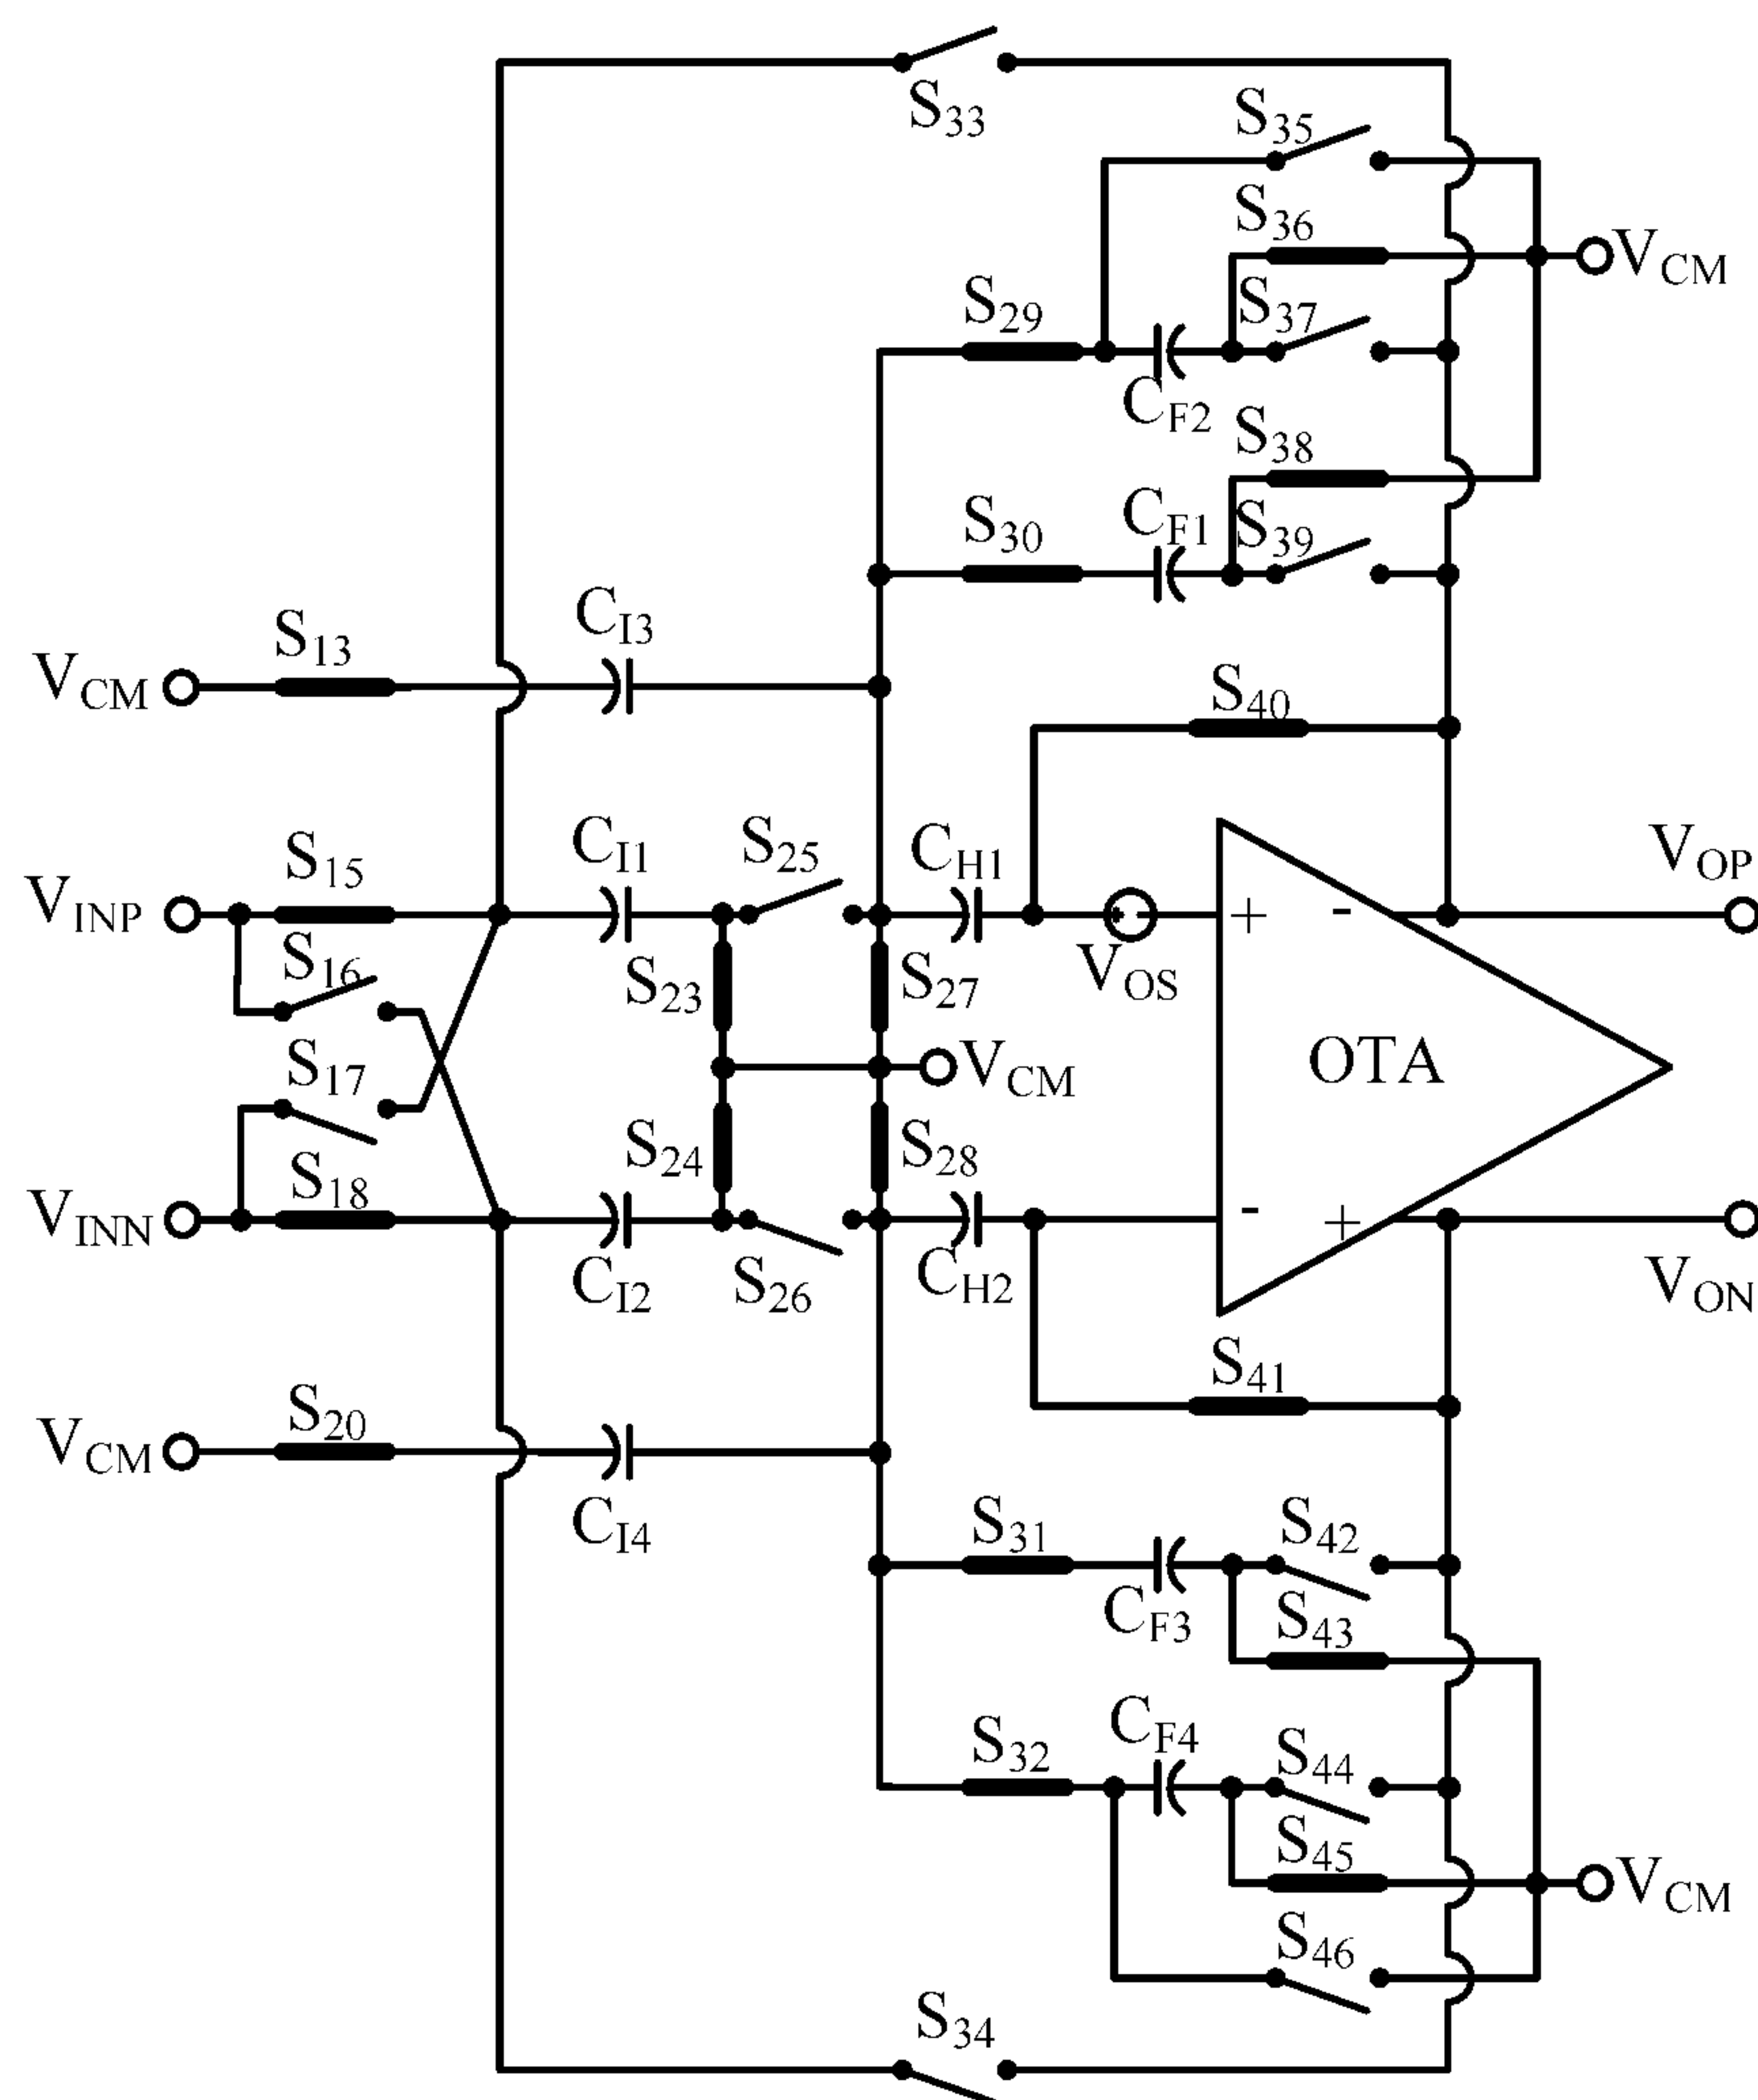 S33
S35
S36
VCM
S29
S37
CF2
S38
S30
CF1
S39
CI3
S13
VCM
S40
VINP
S15
CI1
S25
CH1
VOP
+
-
S16
S23
S27
VOS
S17
VCM
OTA
S24
S28
VINN
S18
-
+
CI2
S26
CH2
VON
S41
VCM
S20
CI4
S31
S42
CF3
S43
S32
CF4
S44
S45
VCM
S46
S34